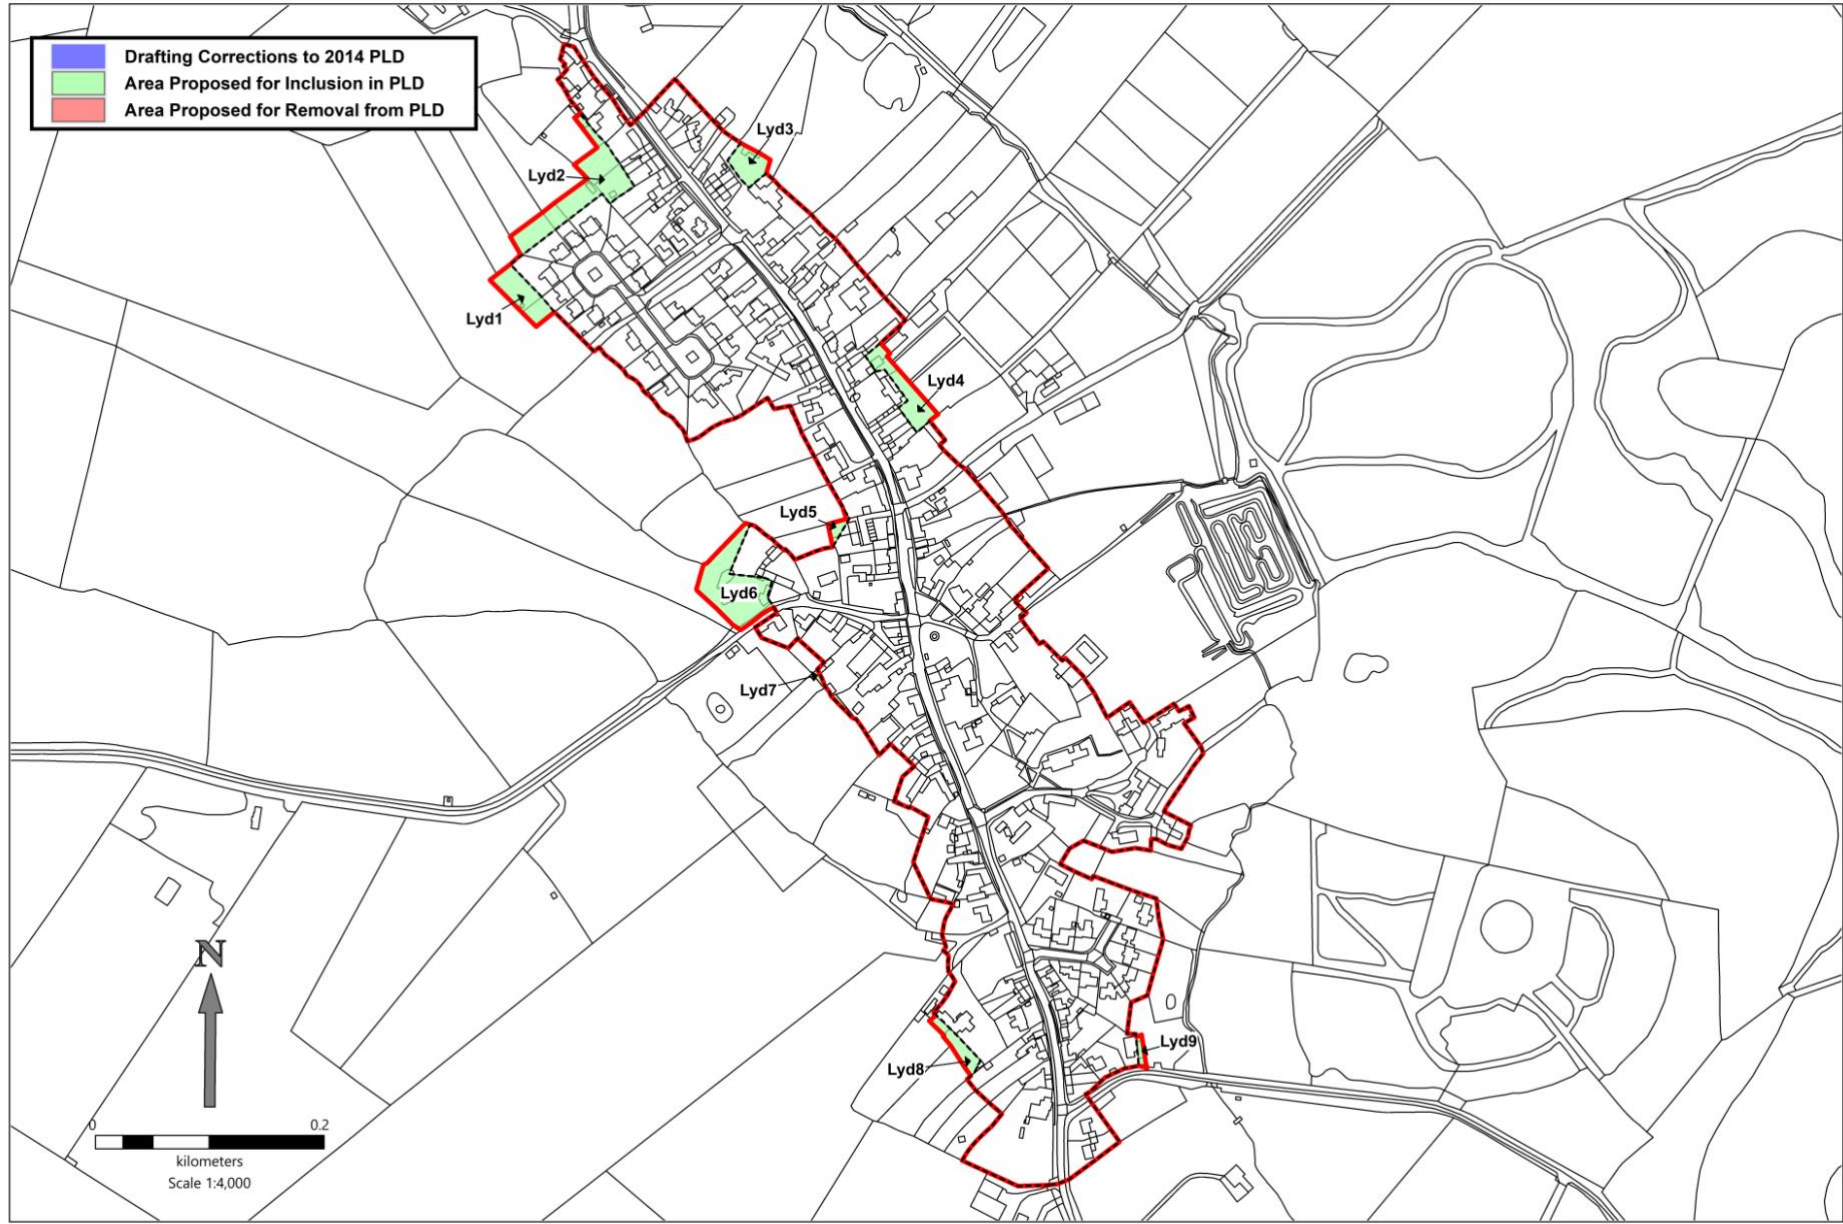 Drafting Corrections to 2014 PLD
Area Proposed for Inclusion in PLD
Area Proposed for Removal from PLD
Lyd3
Lyd2
Lyd1
Lyd4
Lyd5
Lyd6
Lyd7
N
Lyd9
Lyd8
0 0.2
kilometers
Scale 1:4,000